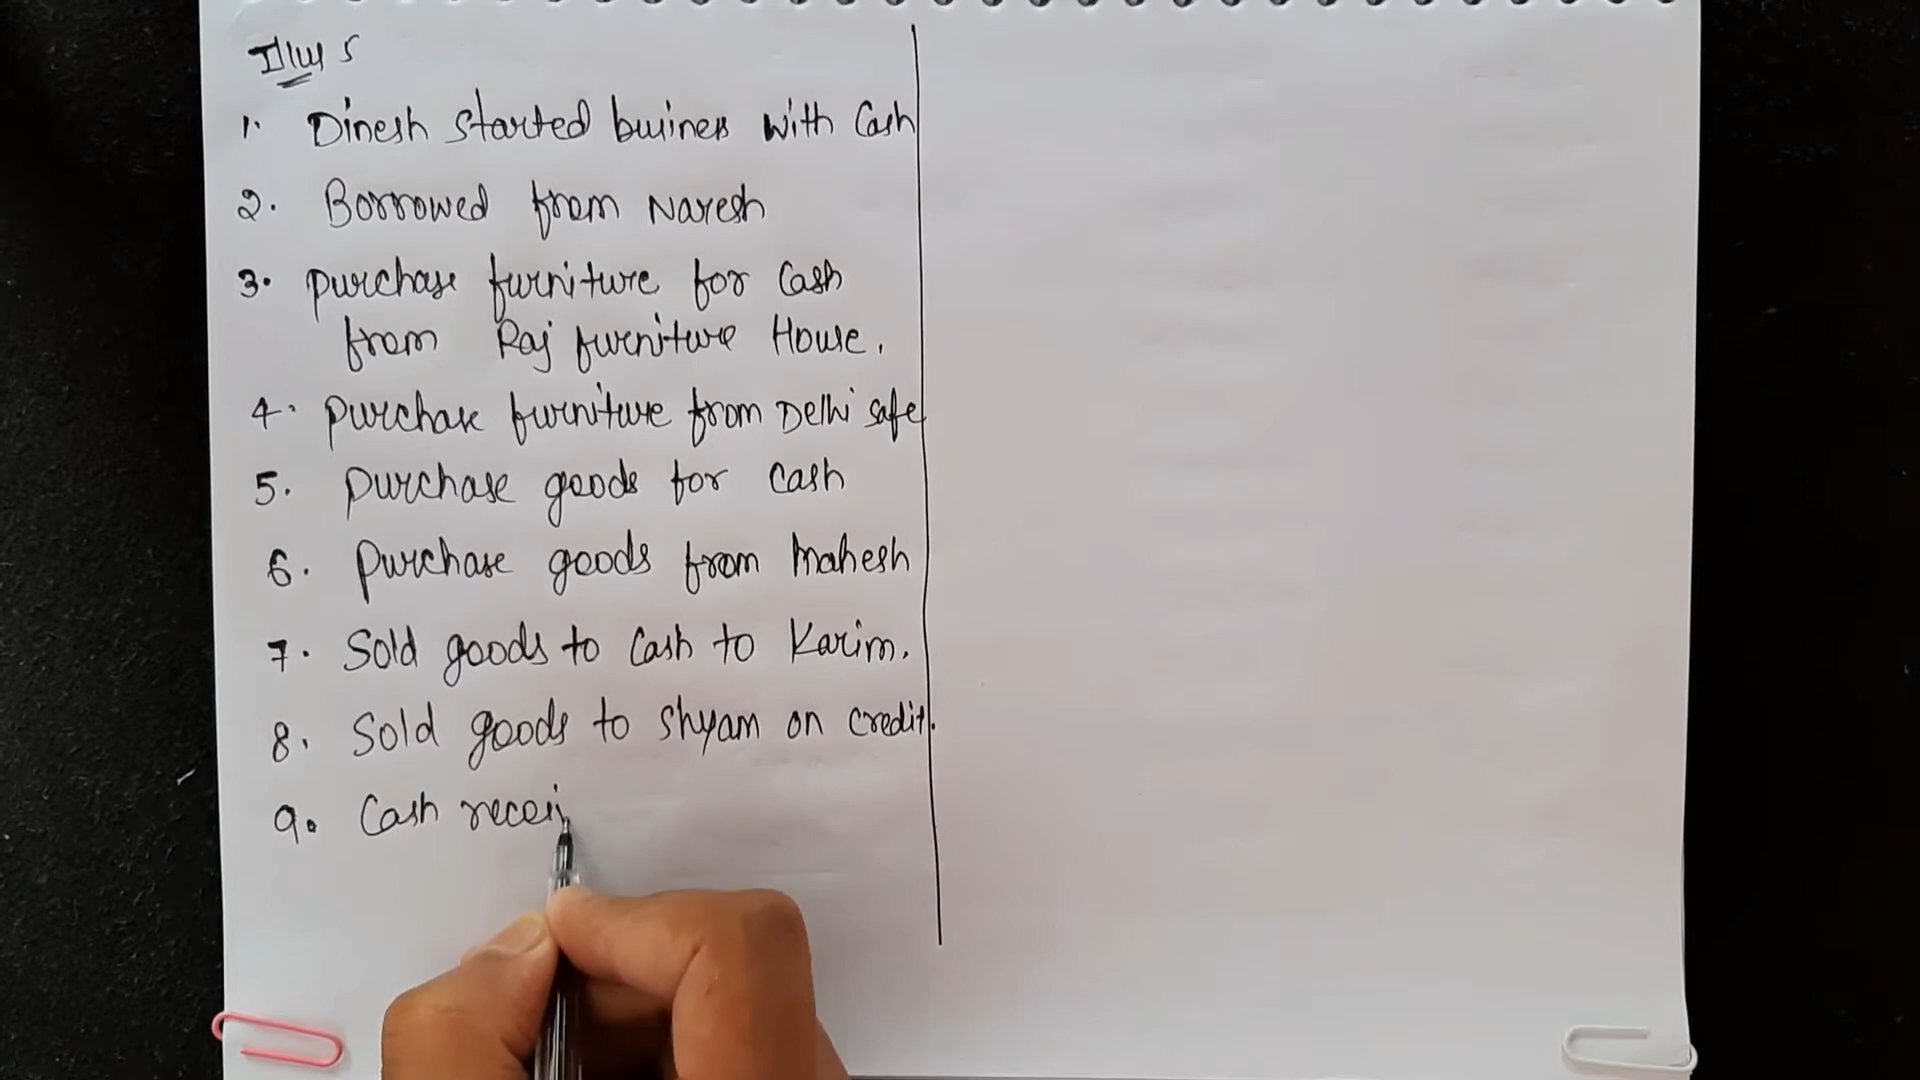 Illus 5
1. Dinesh started business with Cash
2. Borrowed from Naresh
3. purchase furniture for Cash
from Raj furniture House.
4. purchase furniture from Delhi safe
5. purchase goods for cash
6. purchase goods from Mahesh
7. Sold goods to Cash to Karim.
8. Sold goods to Shyam on credit.
9. Cash recei